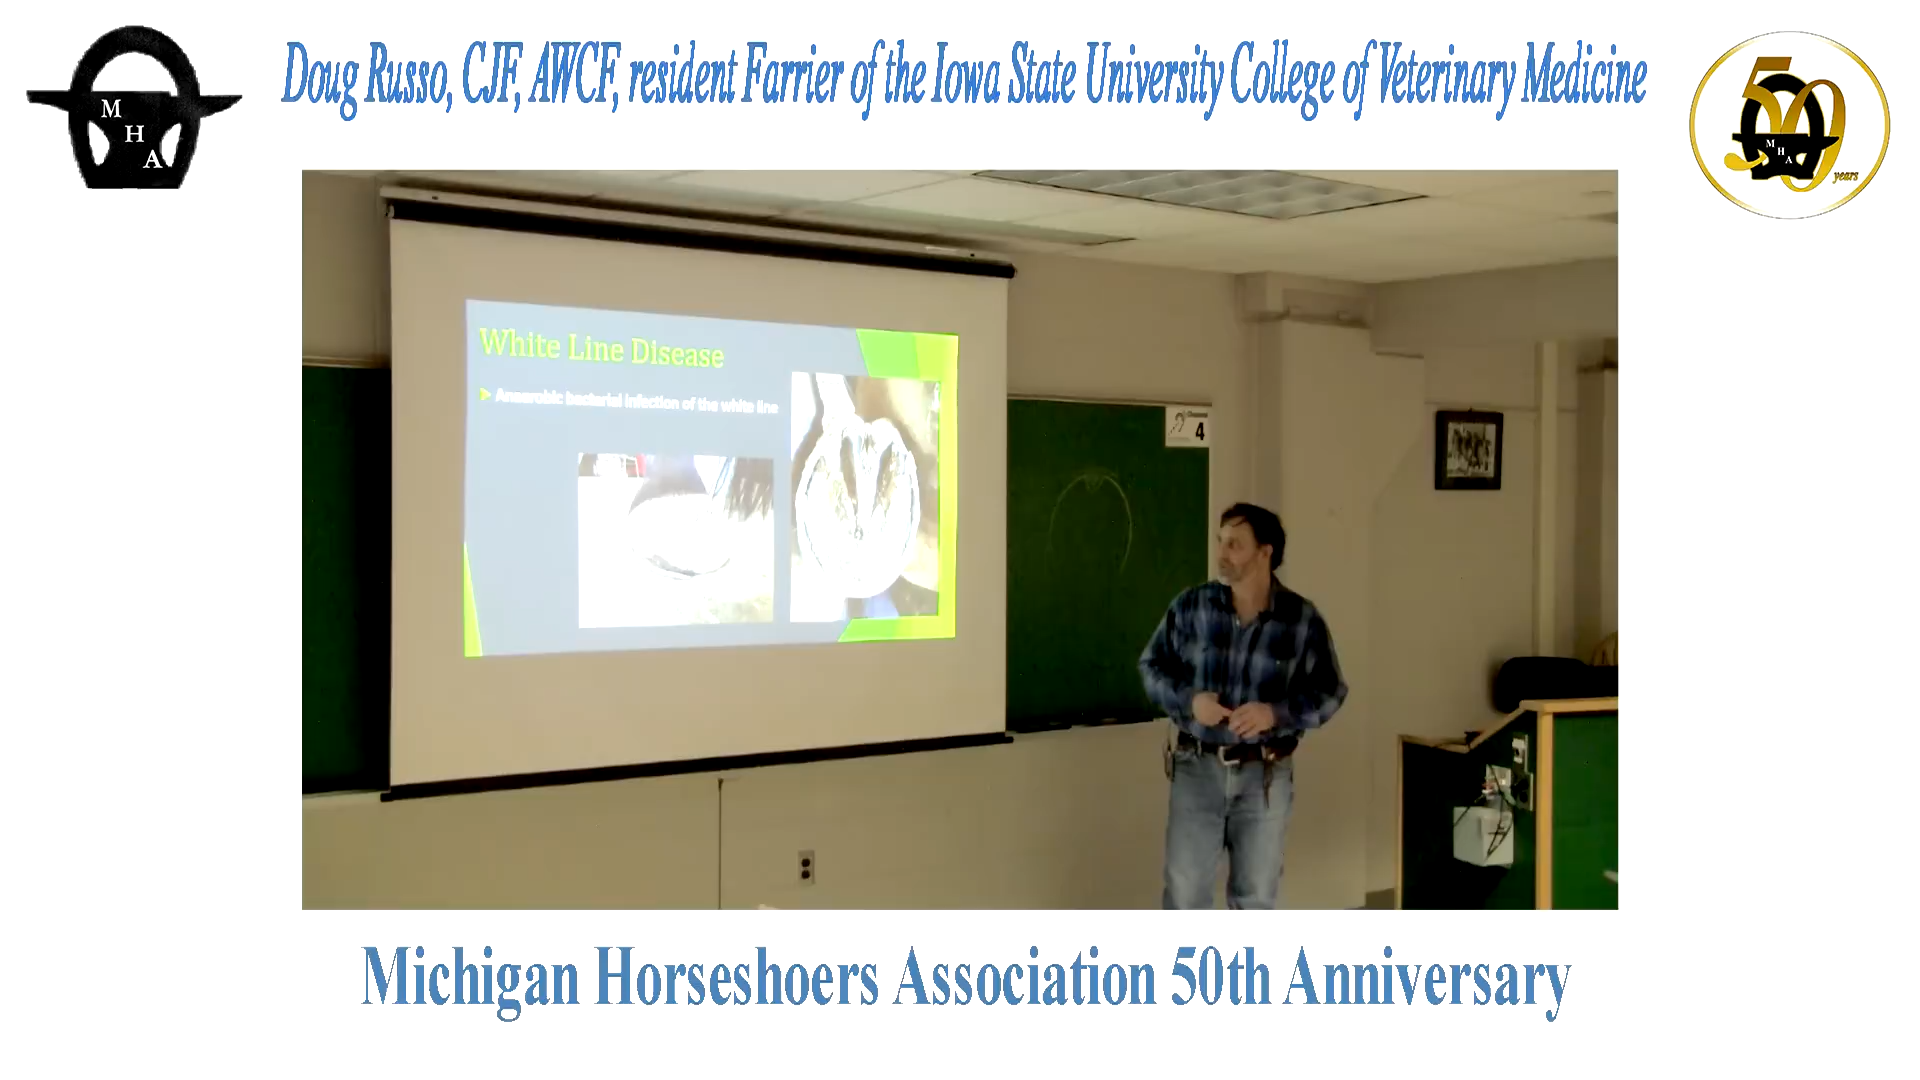 Doug Russo, CJF, AWCF, resident Farrier of the Iowa State University College of Veterinary Medicine
M
H
A
50
M
H
A
years
White Line Disease
Anaerobic bacterial infection of the white line
4
Michigan Horseshoers Association 50th Anniversary